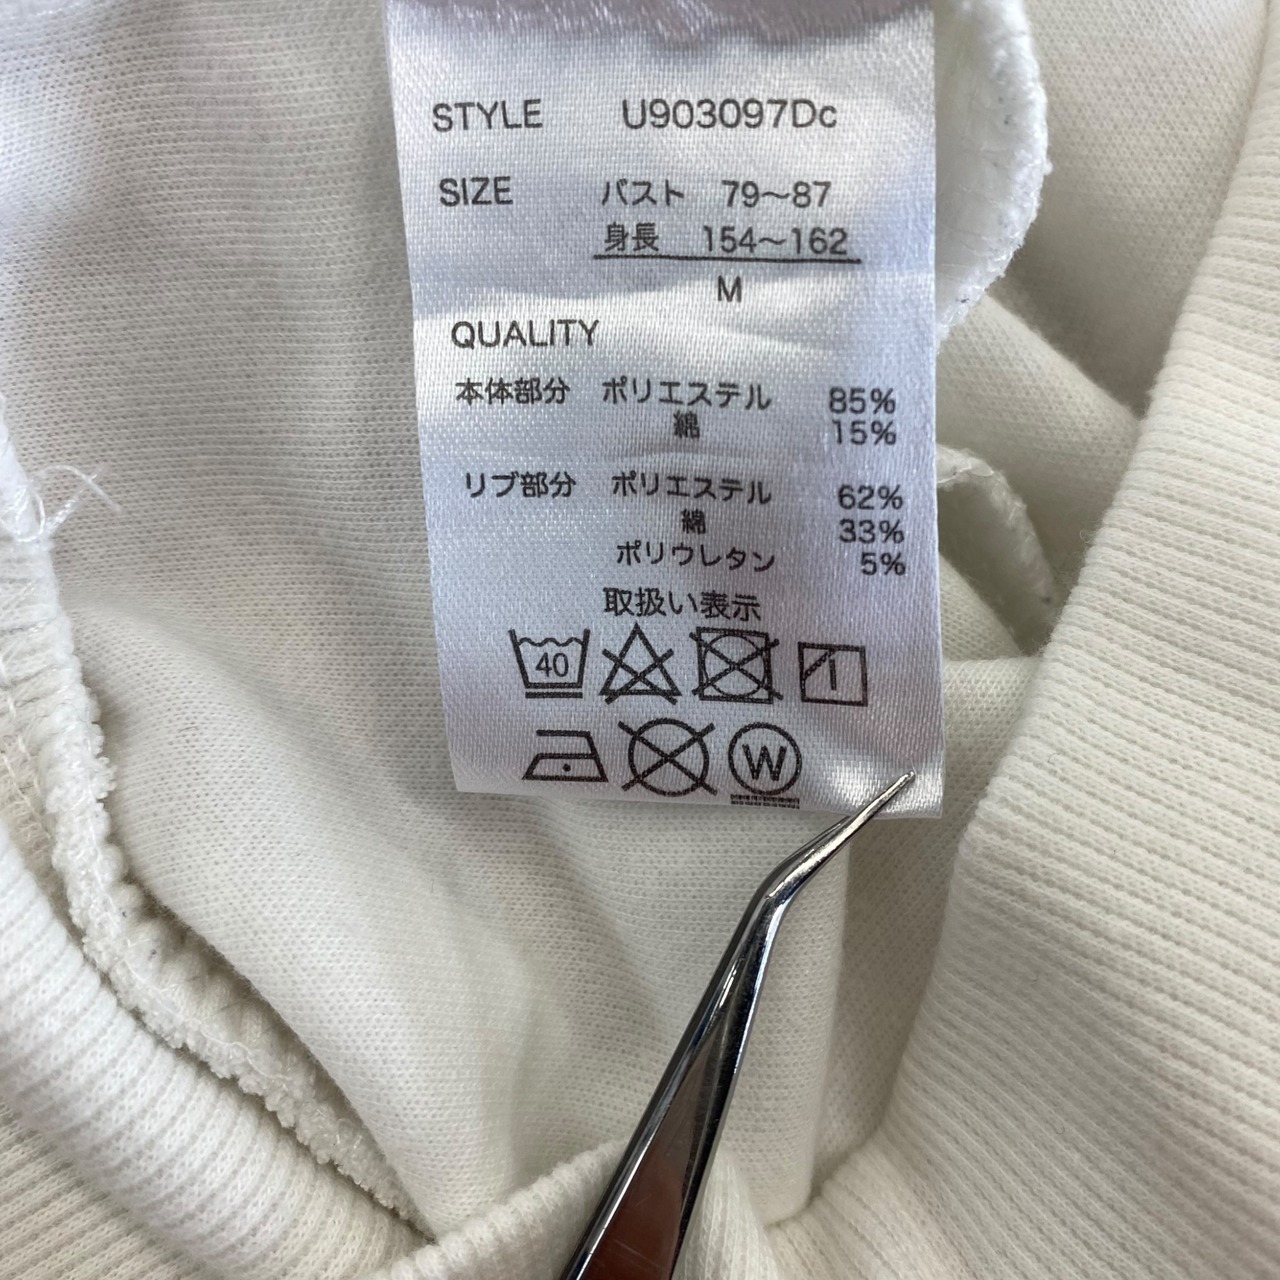 STYLE U903097Dc
SIZE バスト 79〜87
身長 154〜162
M
QUALITY
本体部分 ポリエステル 85%
綿 15%
リブ部分 ポリエステル 62%
綿 33%
ポリウレタン 5%
取扱い表示
40
W